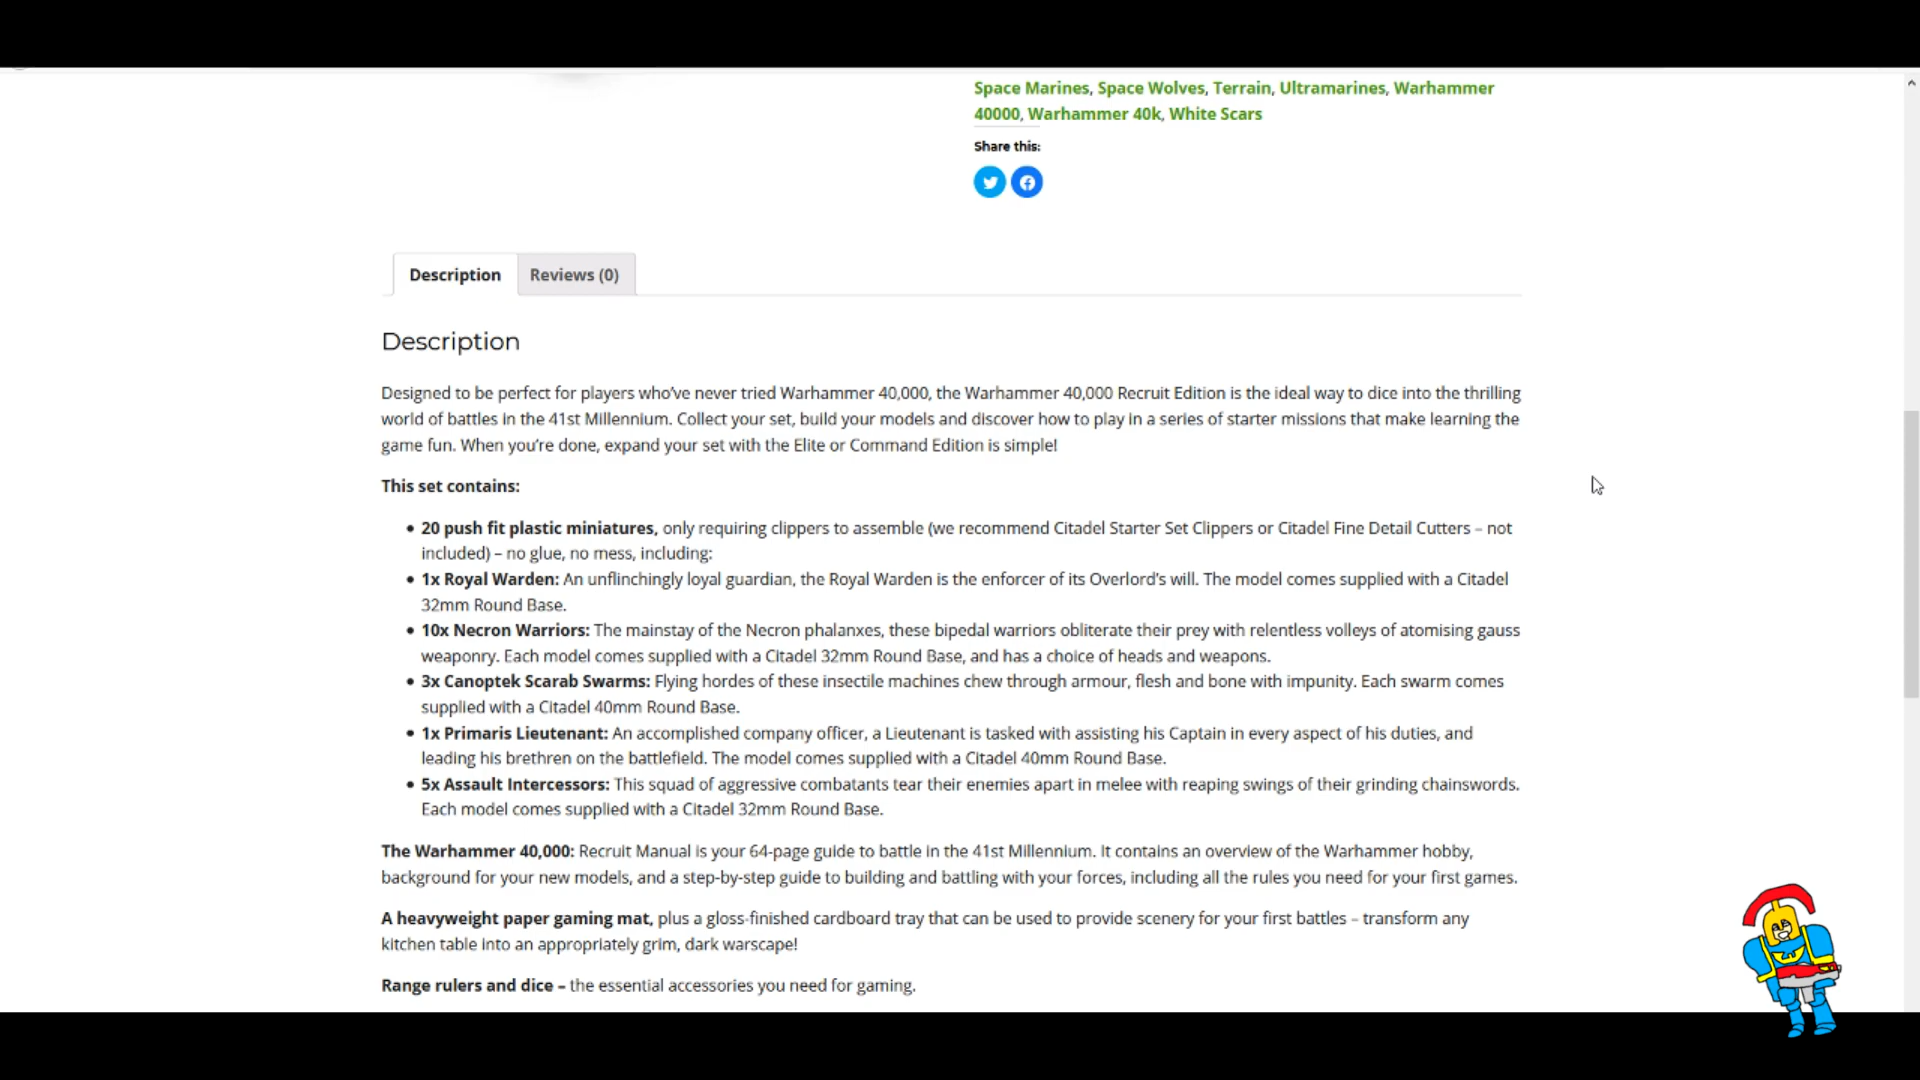 Space Marines, Space Wolves, Terrain, Ultramarines, Warhammer
40000, Warhammer 40k, White Scars
Share this:
Description
Reviews (0)
Description
Designed to be perfect for players who've never tried Warhammer 40,000, the Warhammer 40,000 Recruit Edition is the ideal way to dice into the thrilling
world of battles in the 41st Millennium. Collect your set, build your models and discover how to play in a series of starter missions that make learning the
game fun. When you're done, expand your set with the Elite or Command Edition is simple!
This set contains:
• 20 push fit plastic miniatures, only requiring clippers to assemble (we recommend Citadel Starter Set Clippers or Citadel Fine Detail Cutters – not
included) – no glue, no mess, including:
• 1x Royal Warden: An unflinchingly loyal guardian, the Royal Warden is the enforcer of its Overlord's will. The model comes supplied with a Citadel
32mm Round Base.
• 10x Necron Warriors: The mainstay of the Necron phalanxes, these bipedal warriors obliterate their prey with relentless volleys of atomising gauss
weaponry. Each model comes supplied with a Citadel 32mm Round Base, and has a choice of heads and weapons.
• 3x Canoptek Scarab Swarms: Flying hordes of these insectile machines chew through armour, flesh and bone with impunity. Each swarm comes
supplied with a Citadel 40mm Round Base.
• 1x Primaris Lieutenant: An accomplished company officer, a Lieutenant is tasked with assisting his Captain in every aspect of his duties, and
leading his brethren on the battlefield. The model comes supplied with a Citadel 40mm Round Base.
• 5x Assault Intercessors: This squad of aggressive combatants tear their enemies apart in melee with reaping swings of their grinding chainswords.
Each model comes supplied with a Citadel 32mm Round Base.
The Warhammer 40,000: Recruit Manual is your 64-page guide to battle in the 41st Millennium. It contains an overview of the Warhammer hobby,
background for your new models, and a step-by-step guide to building and battling with your forces, including all the rules you need for your first games.
A heavyweight paper gaming mat, plus a gloss-finished cardboard tray that can be used to provide scenery for your first battles – transform any
kitchen table into an appropriately grim, dark warscape!
Range rulers and dice – the essential accessories you need for gaming.